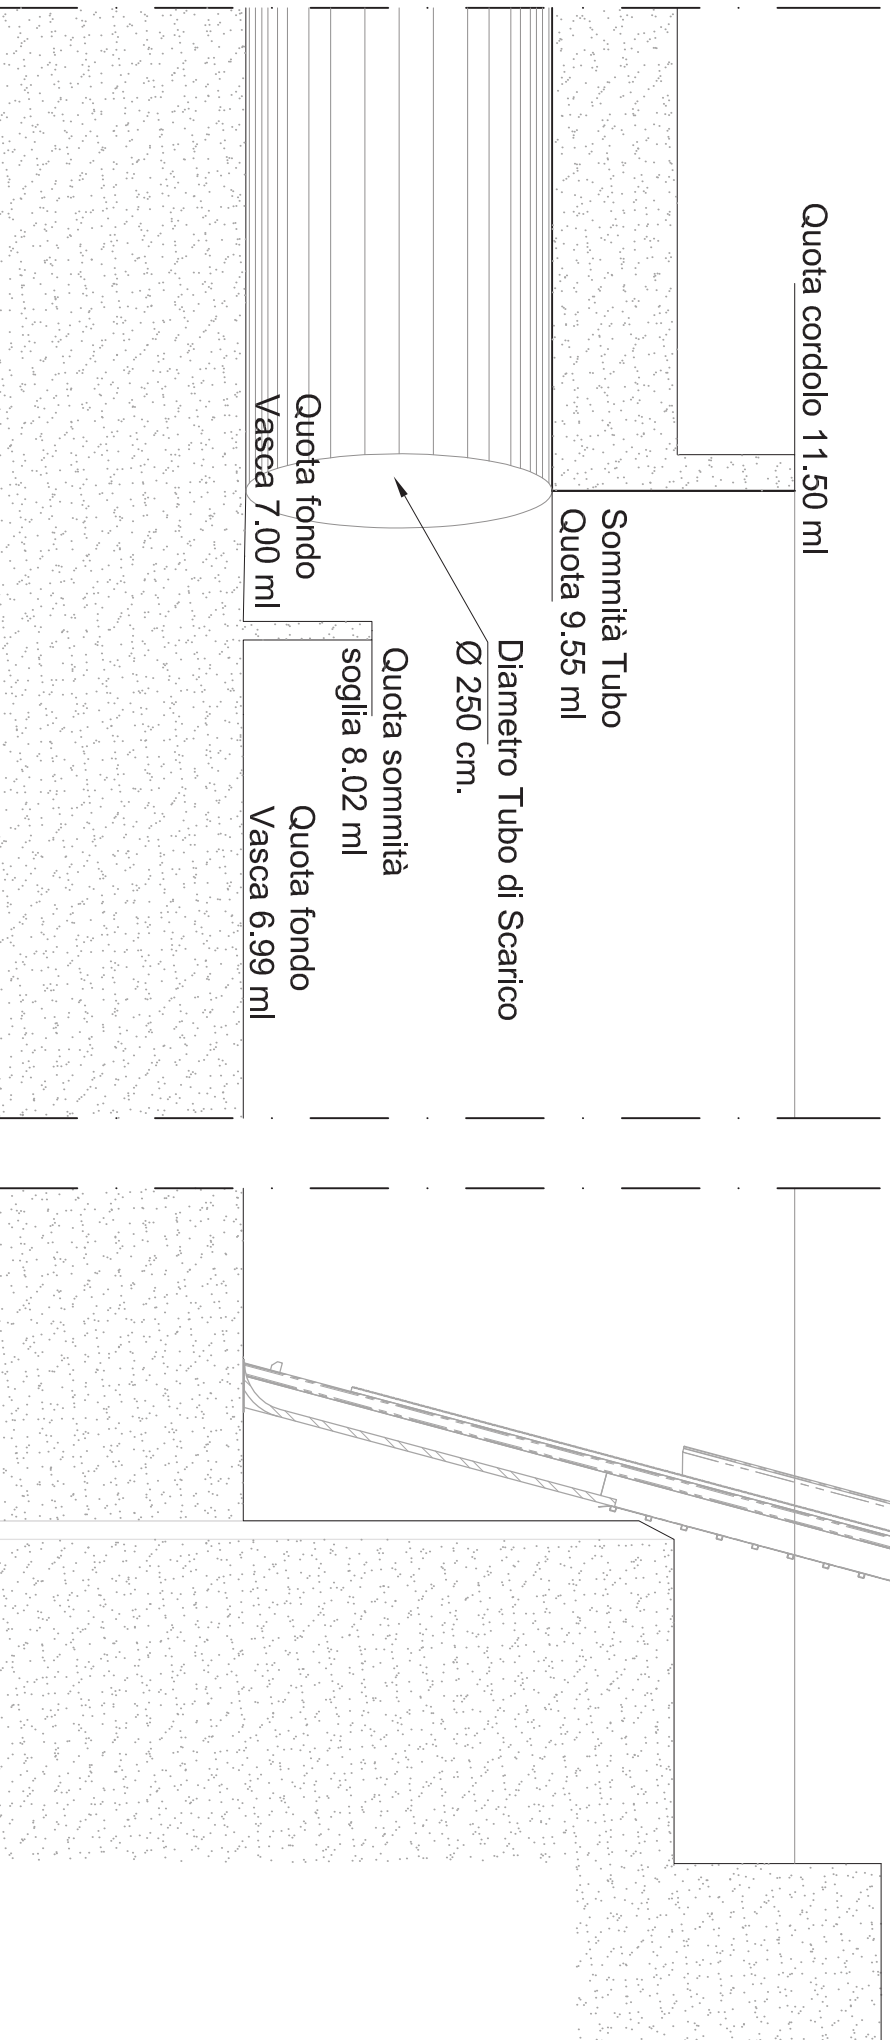 Quota cordolo 11.50 ml
Sommità Tubo
Quota 9.55 ml
Diametro Tubo di Scarico
Ø 250 cm.
Quota fondo
Vasca 7.00 ml
Quota sommità
soglia 8.02 ml
Quota fondo
Vasca 6.99 ml